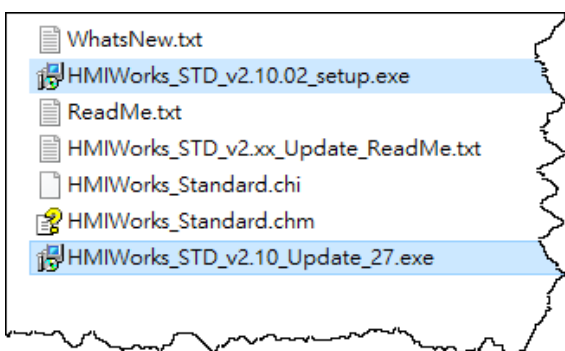 WhatsNew.txt
HMIWorks_STD_v2.10.02_setup.exe
ReadMe.txt
HMIWorks_STD_v2.xx_Update_ReadMe.txt
HMIWorks_Standard.chi
HMIWorks_Standard.chm
HMIWorks_STD_v2.10_Update_27.exe